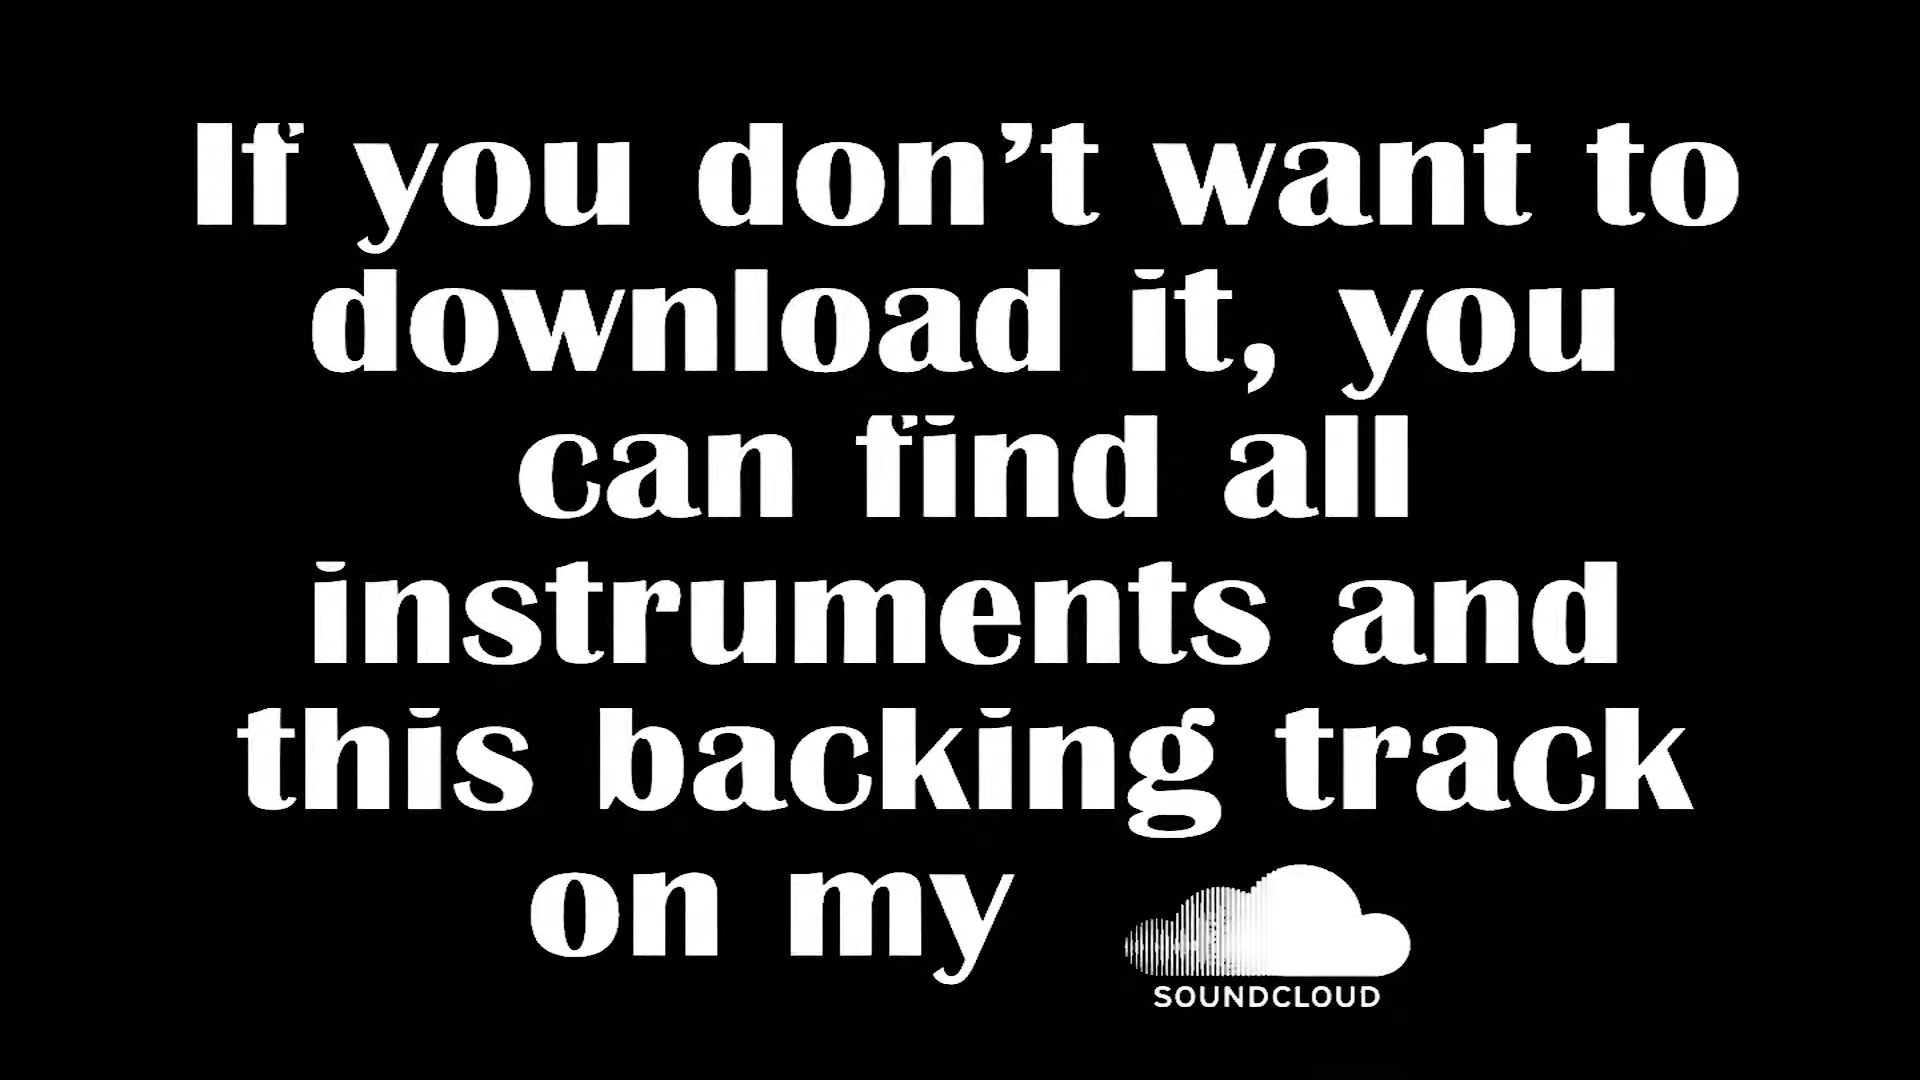 If you don’t want to
download it, you
can find all
instruments and
this backing track
on my
SOUNDCLOUD